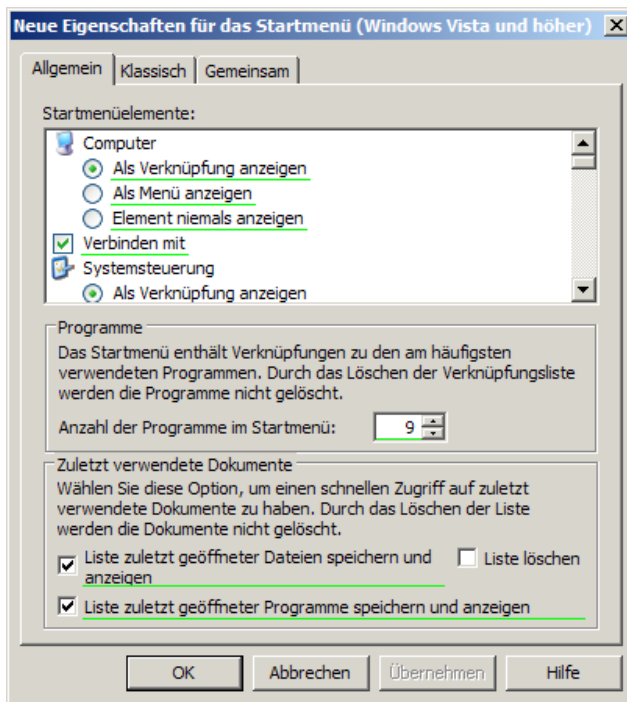 Neue Eigenschaften für das Startmenü (Windows Vista und höher)
Allgemein
Klassisch
Gemeinsam
Startmenüelemente:
Computer
Als Verknüpfung anzeigen
Als Menü anzeigen
Element niemals anzeigen
Verbinden mit
Systemsteuerung
Als Verknüpfung anzeigen
Programme
Das Startmenü enthält Verknüpfungen zu den am häufigsten
verwendeten Programmen. Durch das Löschen der Verknüpfungsliste
werden die Programme nicht gelöscht.
Anzahl der Programme im Startmenü: 9
Zuletzt verwendete Dokumente
Wählen Sie diese Option, um einen schnellen Zugriff auf zuletzt
verwendete Dokumente zu haben. Durch das Löschen der Liste
werden die Dokumente nicht gelöscht.
Liste zuletzt geöffneter Dateien speichern und
anzeigen
Liste löschen
Liste zuletzt geöffneter Programme speichern und anzeigen
OK
Abbrechen
Übernehmen
Hilfe